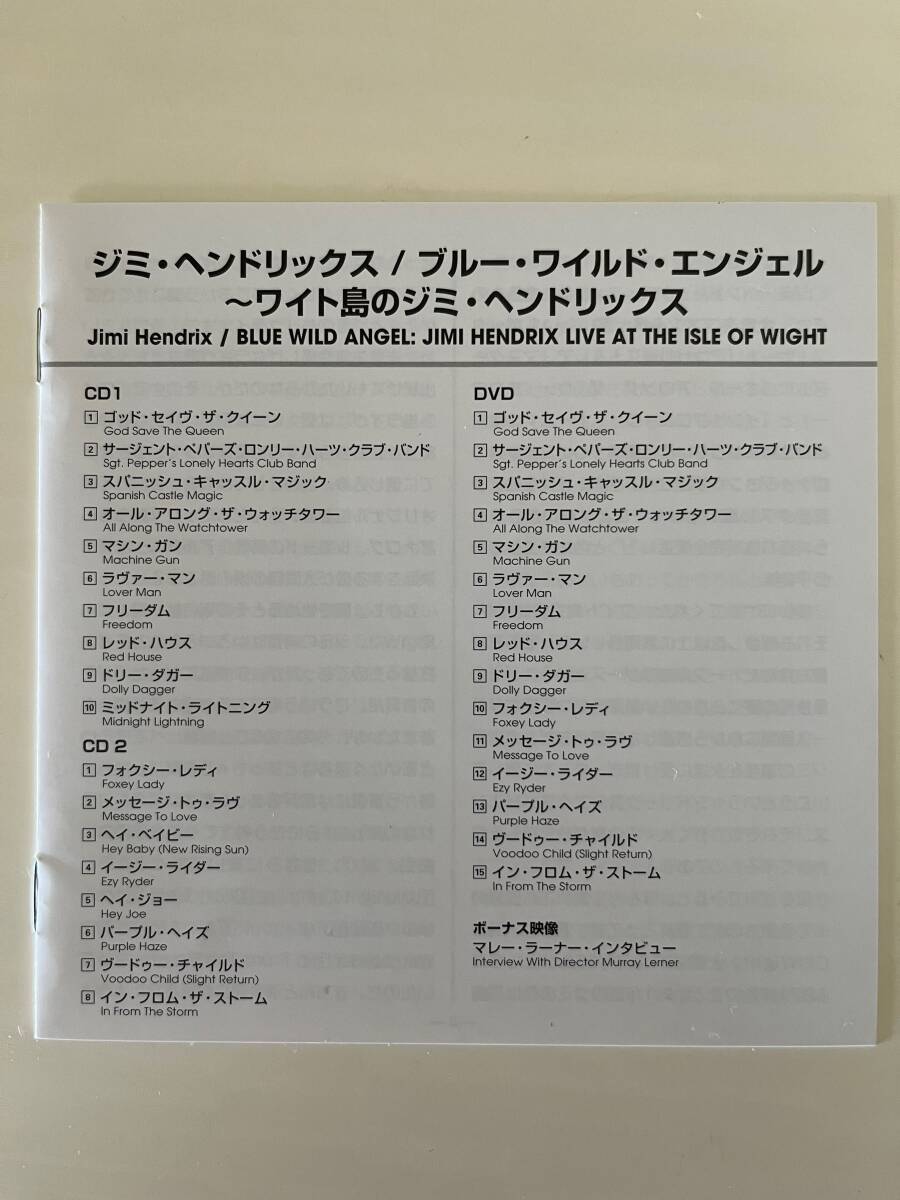 ジミ・ヘンドリックス / ブルー・ワイルド・エンジェル
～ワイト島のジミ・ヘンドリックス
Jimi Hendrix / BLUE WILD ANGEL: JIMI HENDRIX LIVE AT THE ISLE OF WIGHT
CD 1
1 ゴッド・セイヴ・ザ・クイーン
God Save The Queen
2 サージェント・ペパーズ・ロンリー・ハーツ・クラブ・バンド
Sgt. Pepper's Lonely Hearts Club Band
3 スパニッシュ・キャッスル・マジック
Spanish Castle Magic
4 オール・アロング・ザ・ウォッチタワー
All Along The Watchtower
5 マシン・ガン
Machine Gun
6 ラヴァー・マン
Lover Man
7 フリーダム
Freedom
8 レッド・ハウス
Red House
9 ドリー・ダガー
Dolly Dagger
10 ミッドナイト・ライトニング
Midnight Lightning
CD 2
1 フォクシー・レディ
Foxey Lady
2 メッセージ・トゥ・ラヴ
Message To Love
3 ヘイ・ベイビー
Hey Baby (New Rising Sun)
4 イージー・ライダー
Ezy Ryder
5 ヘイ・ジョー
Hey Joe
6 パープル・ヘイズ
Purple Haze
7 ヴードゥー・チャイルド
Voodoo Child (Slight Return)
8 イン・フロム・ザ・ストーム
In From The Storm
DVD
1 ゴッド・セイヴ・ザ・クイーン
God Save The Queen
2 サージェント・ペパーズ・ロンリー・ハーツ・クラブ・バンド
Sgt. Pepper's Lonely Hearts Club Band
3 スパニッシュ・キャッスル・マジック
Spanish Castle Magic
4 オール・アロング・ザ・ウォッチタワー
All Along The Watchtower
5 マシン・ガン
Machine Gun
6 ラヴァー・マン
Lover Man
7 フリーダム
Freedom
8 レッド・ハウス
Red House
9 ドリー・ダガー
Dolly Dagger
10 フォクシー・レディ
Foxey Lady
11 メッセージ・トゥ・ラヴ
Message To Love
12 イージー・ライダー
Ezy Ryder
13 パープル・ヘイズ
Purple Haze
14 ヴードゥー・チャイルド
Voodoo Child (Slight Return)
15 イン・フロム・ザ・ストーム
In From The Storm
ボーナス映像
マレー・ラーナー・インタビュー
Interview With Director Murray Lerner